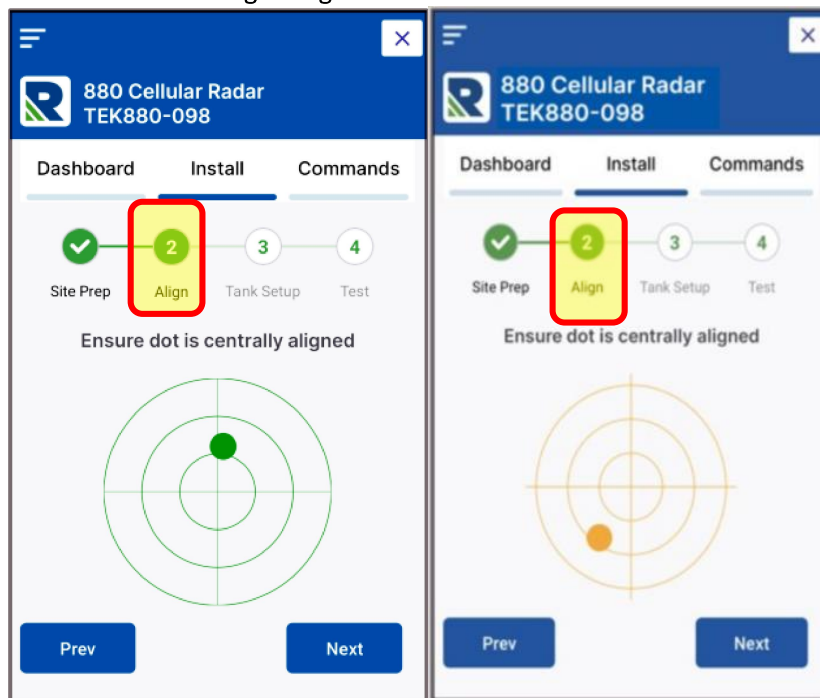 880 Cellular Radar
TEK880-098
Dashboard Install Commands
2 3 4
Site Prep Align Tank Setup Test
Ensure dot is centrally aligned
Prev Next
880 Cellular Radar
TEK880-098
Dashboard Install Commands
2 3 4
Site Prep Align Tank Setup Test
Ensure dot is centrally aligned
Prev Next